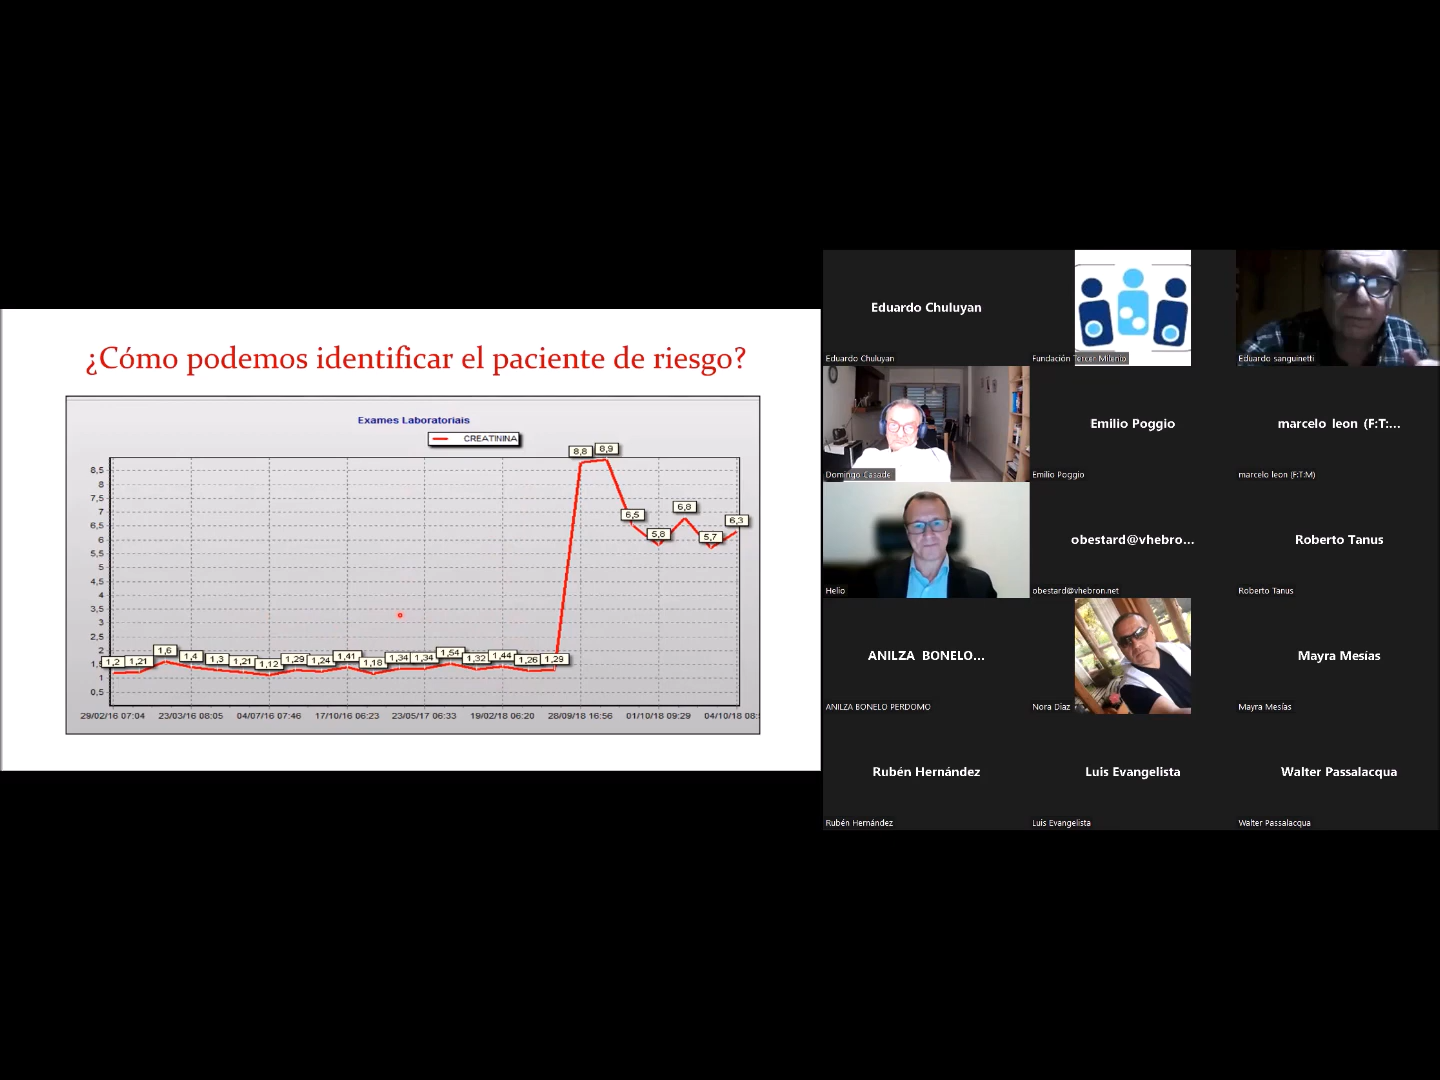 ¿Cómo podemos identificar el paciente de riesgo?
Exames Laboratoriais
CREATININA
8,5
8
7,5
7
6,5
6
5,5
5
4,5
4
3,5
3
2,5
2
1
0,5
1,2
1,21
1,6
1,4
1,3
1,21
1,12
1,29
1,24
1,41
1,18
1,34
1,34
1,54
1,32
1,44
1,26
1,29
8,8
8,9
6,5
5,8
6,8
5,7
6,3
29/02/16 07:04
23/03/16 08:05
04/07/16 07:46
17/10/16 06:23
23/05/17 06:33
19/02/18 06:20
28/09/18 16:56
01/10/18 09:29
04/10/18 08:
Eduardo Chuluyan
Eduardo Chuluyan
Fundación Tercer Milenio
Eduardo sanguinetti
Domingo Casade
Emilio Poggio
Emilio Poggio
marcelo leon (F:T:...
marcelo leon (F:T:M)
Helio
obestard@vhebro...
obestard@vhebron.net
Roberto Tanus
Roberto Tanus
ANILZA BONELO...
ANILZA BONELO PERDOMO
Nora Diaz
Mayra Mesías
Mayra Mesías
Rubén Hernández
Rubén Hernández
Luis Evangelista
Luis Evangelista
Walter Passalacqua
Walter Passalacqua